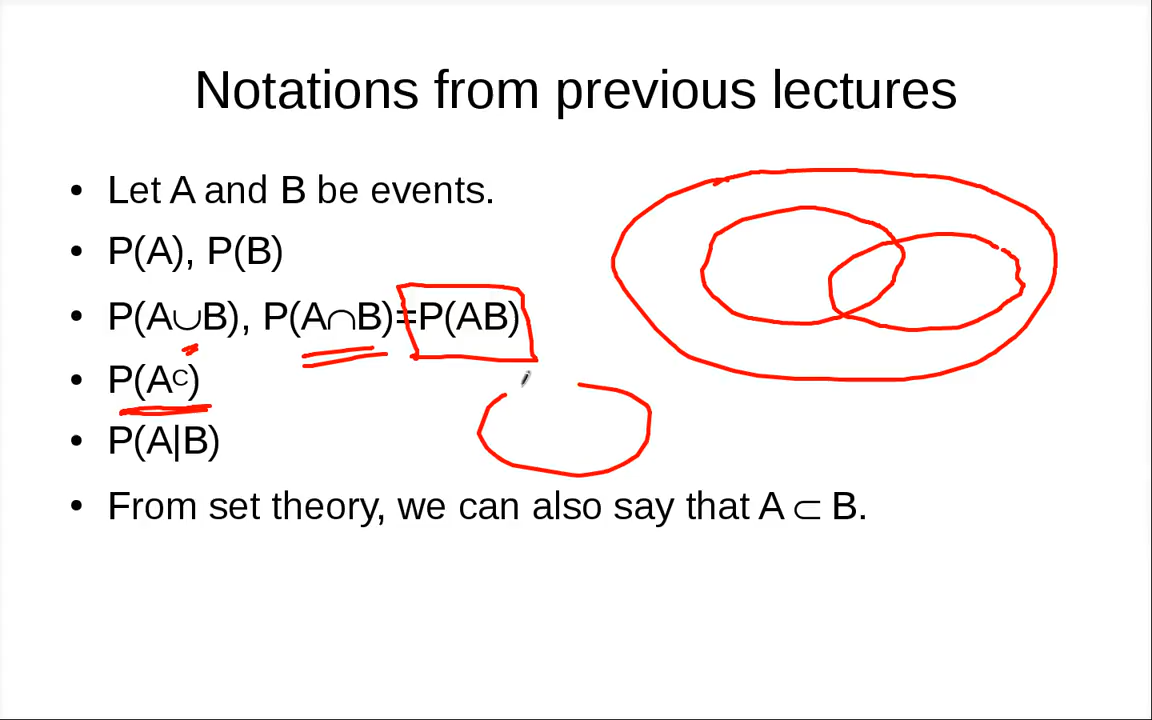 Notations from previous lectures
• Let A and B be events.
• P(A), P(B)
• P(A∪B), P(A∩B)=P(AB)
• P(Aᶜ)
• P(A|B)
• From set theory, we can also say that A ⊂ B.